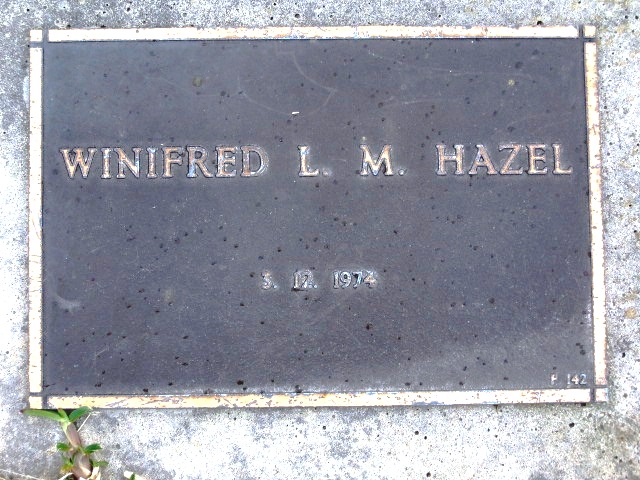 WINIFRED L. M. HAZEL
3. 12. 1974
F 142